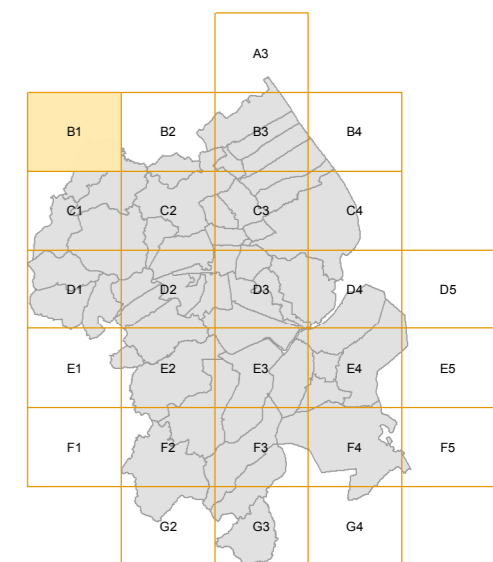 A3
B1 B2 B3 B4
C1 C2 C3 C4
D1 D2 D3 D4 D5
E1 E2 E3 E4 E5
F1 F2 F3 F4 F5
G2 G3 G4